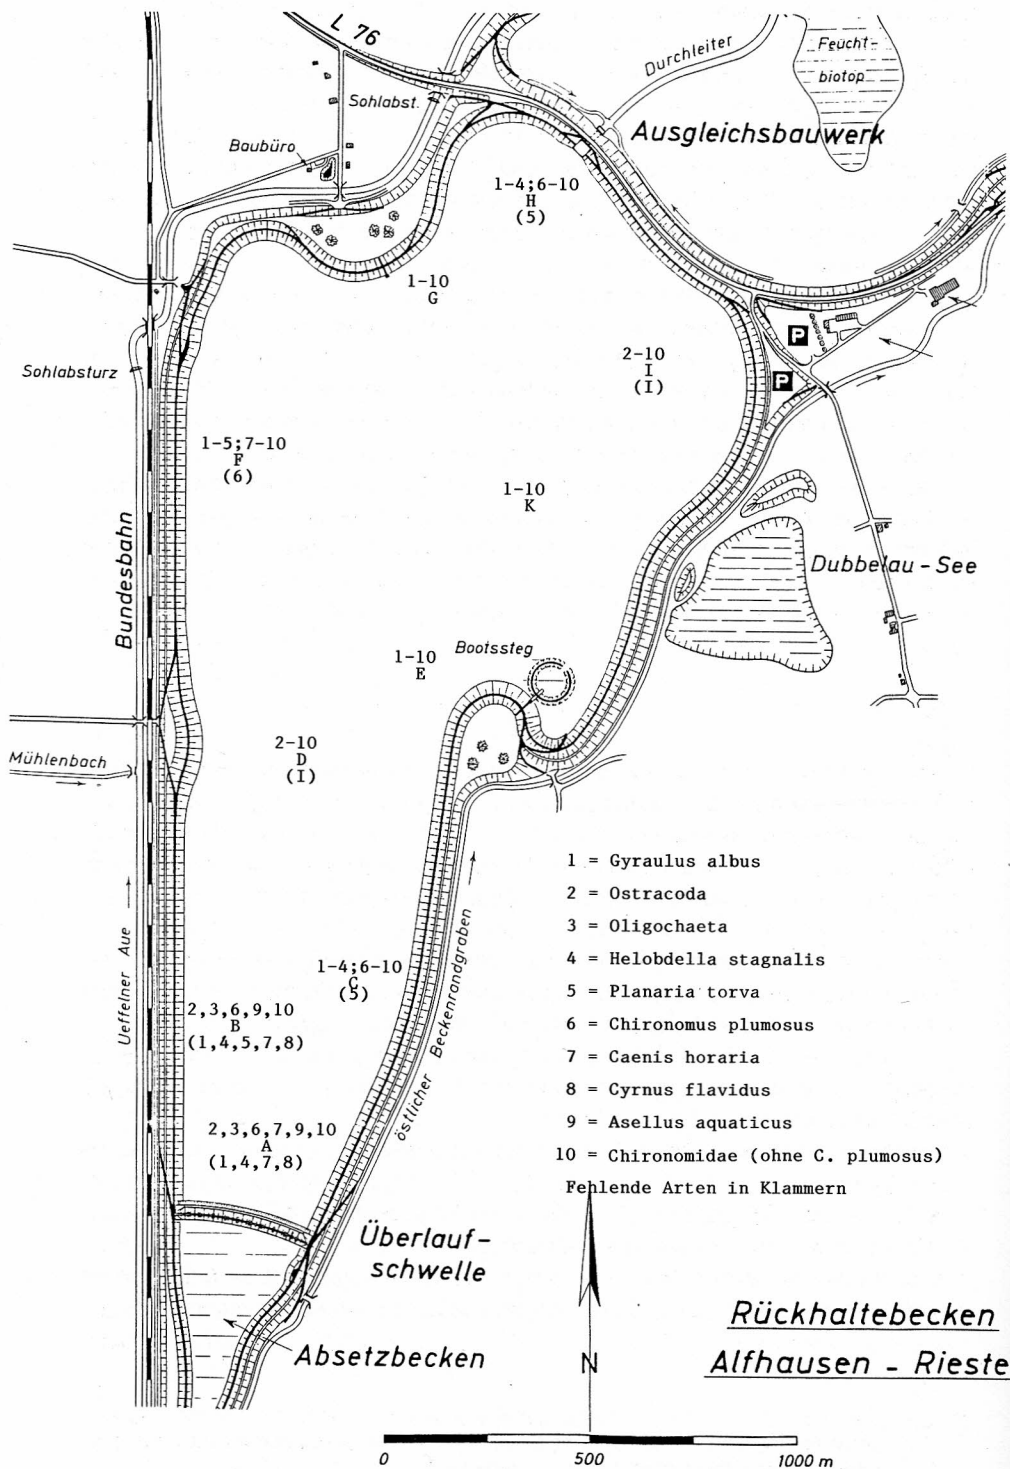 L 76
Durchleiter
Feucht-
biotop
Sohlabst.
Ausgleichsbauwerk
Baubüro
1-4;6-10
H
(5)
1-10
G
2-10
I
(I)
P
P
Sohlabsturz
1-5;7-10
F
(6)
1-10
K
Bundesbahn
Dubbelau - See
Bootssteg
1-10
E
2-10
D
(I)
Mühlenbach
1 = Gyraulus albus
2 = Ostracoda
3 = Oligochaeta
4 = Helobdella stagnalis
5 = Planaria torva
6 = Chironomus plumosus
7 = Caenis horaria
8 = Cyrnus flavidus
9 = Asellus aquaticus
10 = Chironomidae (ohne C. plumosus)
Fehlende Arten in Klammern
Ueffelner Aue
östlicher Beckenrandgraben
1-4;6-10
C
(5)
2,3,6,9,10
B
(1,4,5,7,8)
2,3,6,7,9,10
A
(1,4,7,8)
Überlauf-
schwelle
Absetzbecken
N
Rückhaltebecken
Alfhausen - Rieste
0 500 1000 m